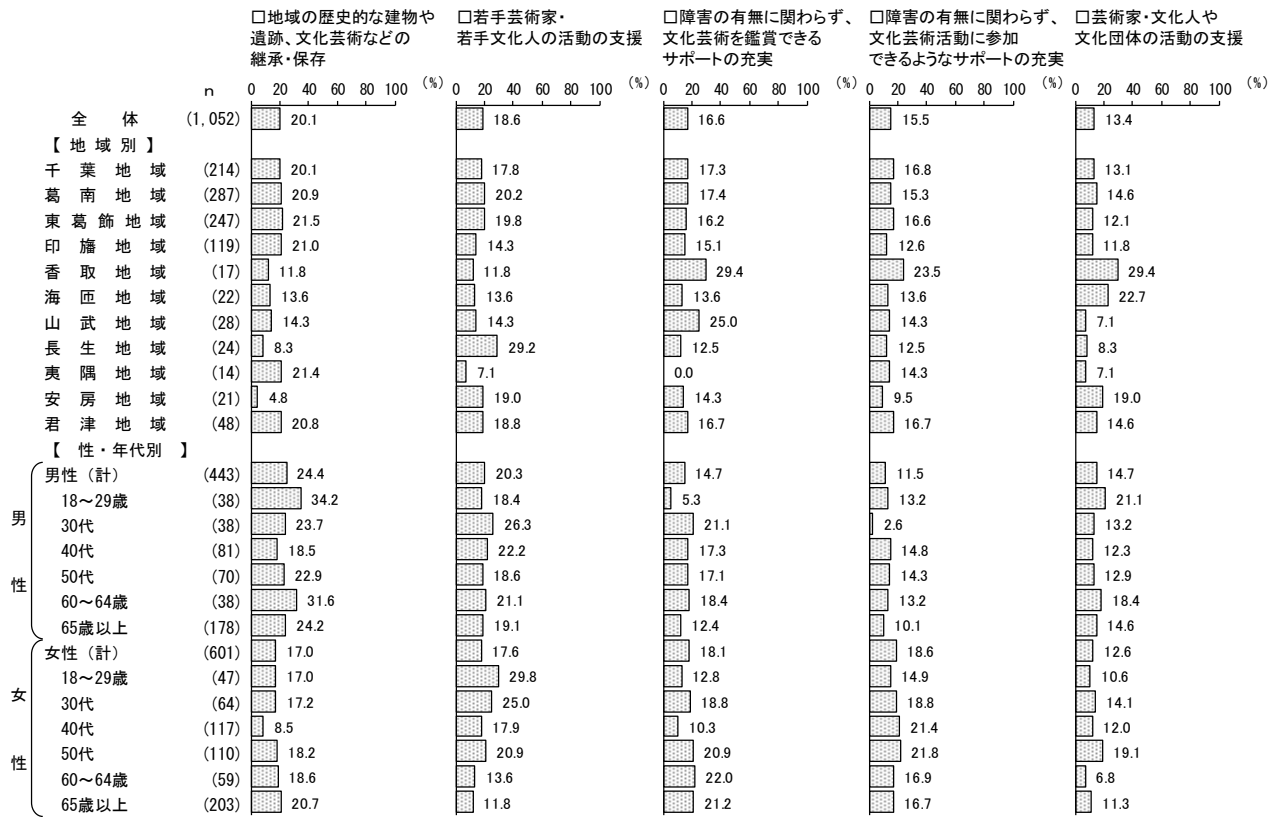 □地域の歴史的な建物や 遺跡、文化芸術などの 継承・保存
□若手芸術家・ 若手文化人の活動の支援
□障害の有無に関わらず、 文化芸術を鑑賞できる サポートの充実
□障害の有無に関わらず、 文化芸術活動に参加 できるようなサポートの充実
□芸術家・文化人や 文化団体の活動の支援
n 0 20 40 60 80 100 (%) 0 20 40 60 80 100 (%) 0 20 40 60 80 100 (%) 0 20 40 60 80 100 (%) 0 20 40 60 80 100 (%)
全体 (1,052) 20.1 18.6 16.6 15.5 13.4
【地域別】
千葉地域 (214) 20.1 17.8 17.3 16.8 13.1
葛南地域 (287) 20.9 20.2 17.4 15.3 14.6
東葛飾地域 (247) 21.5 19.8 16.2 16.6 12.1
印旛地域 (119) 21.0 14.3 15.1 12.6 11.8
香取地域 (17) 11.8 11.8 29.4 23.5 29.4
海匝地域 (22) 13.6 13.6 13.6 13.6 22.7
山武地域 (28) 14.3 14.3 25.0 14.3 7.1
長生地域 (24) 8.3 29.2 12.5 12.5 8.3
夷隅地域 (14) 21.4 7.1 0.0 14.3 7.1
安房地域 (21) 4.8 19.0 14.3 9.5 19.0
君津地域 (48) 20.8 18.8 16.7 16.7 14.6
【性・年代別】
男性
男性(計) (443) 24.4 20.3 14.7 11.5 14.7
18～29歳 (38) 34.2 18.4 5.3 13.2 21.1
30代 (38) 23.7 26.3 21.1 2.6 13.2
40代 (81) 18.5 22.2 17.3 14.8 12.3
50代 (70) 22.9 18.6 17.1 14.3 12.9
60～64歳 (38) 31.6 21.1 18.4 13.2 18.4
65歳以上 (178) 24.2 19.1 12.4 10.1 14.6
女性
女性(計) (601) 17.0 17.6 18.1 18.6 12.6
18～29歳 (47) 17.0 29.8 12.8 14.9 10.6
30代 (64) 17.2 25.0 18.8 18.8 14.1
40代 (117) 8.5 17.9 10.3 21.4 12.0
50代 (110) 18.2 20.9 20.9 21.8 19.1
60～64歳 (59) 18.6 13.6 22.0 16.9 6.8
65歳以上 (203) 20.7 11.8 21.2 16.7 11.3